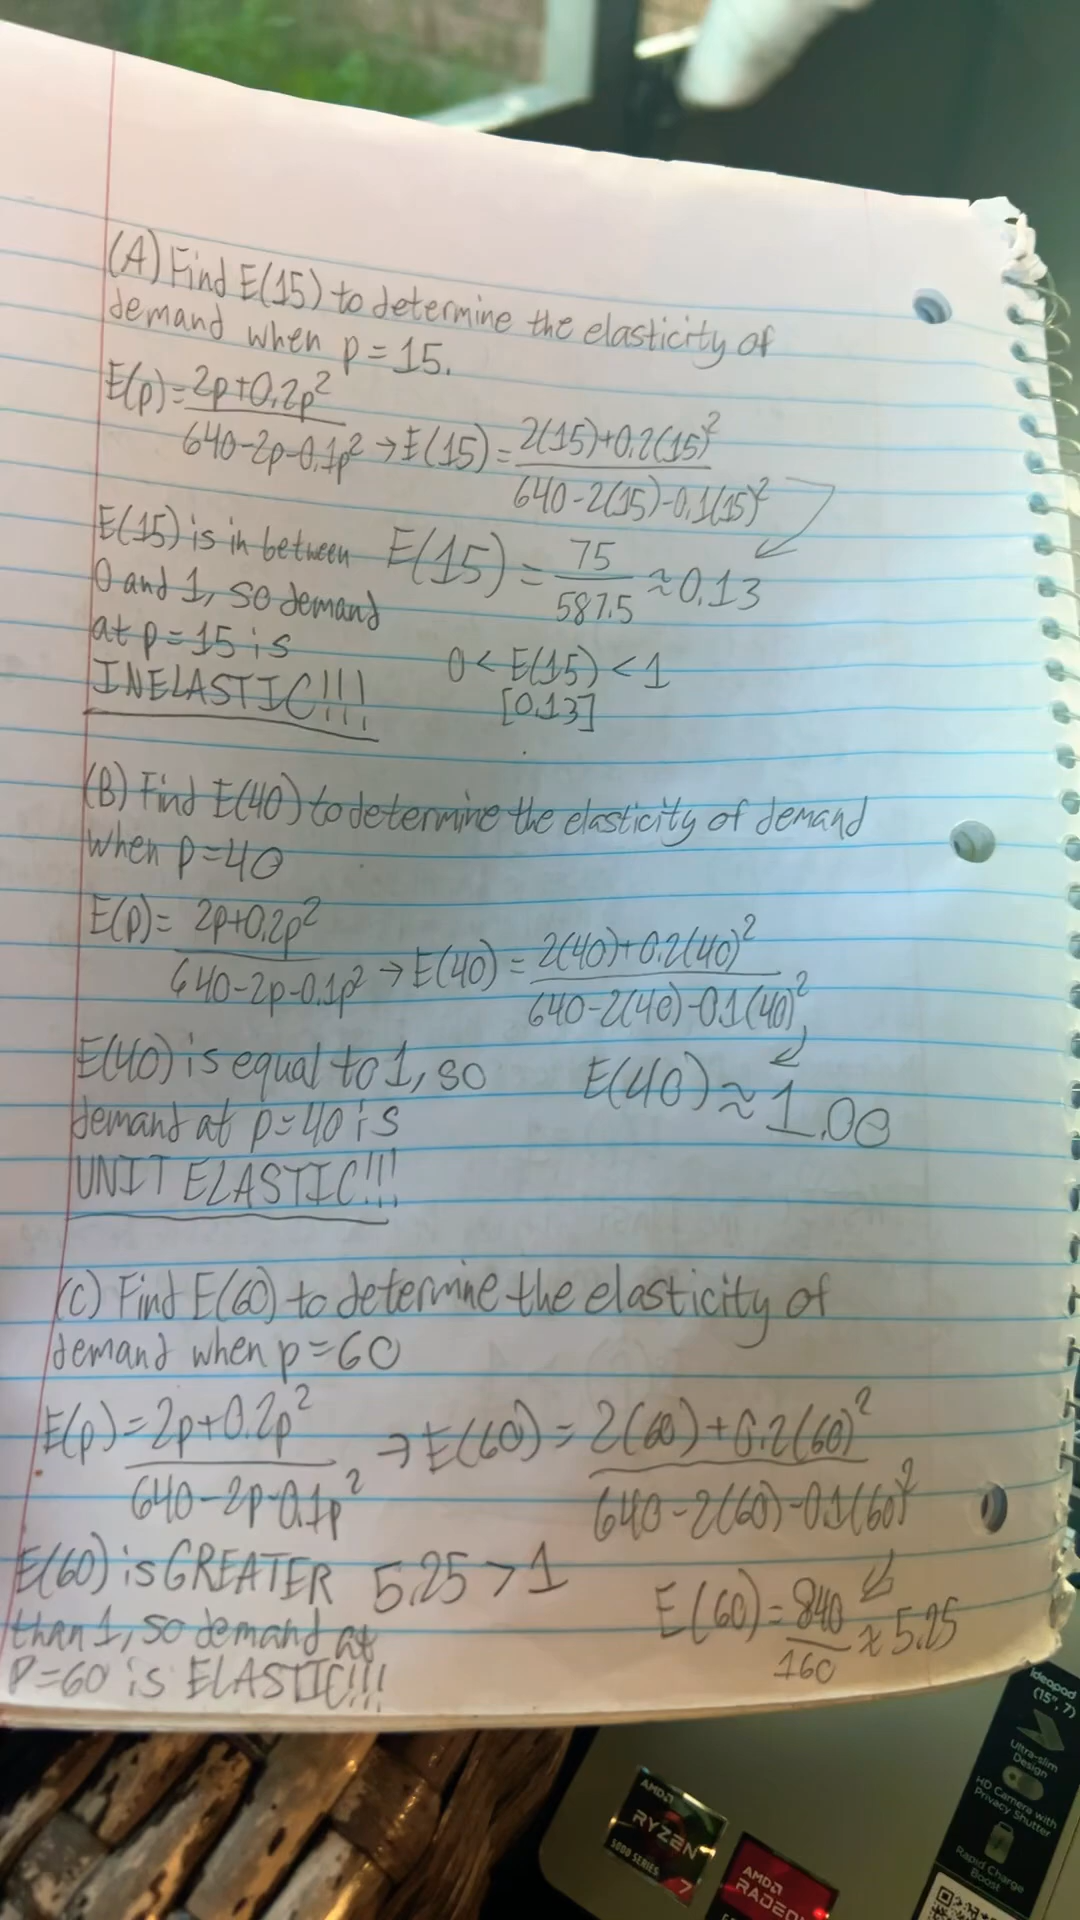 (A) Find E(15) to determine the elasticity of
demand when p=15.
E(p)=2p+0.2p²/640-2p-0.1p² → E(15)=2(15)+0.2(15)²/640-2(15)-0.1(15)²
E(15) is in between
0 and 1, so demand
at p=15 is
INELASTIC!!!
E(15)=75/587.5≈0.13
0<E(15)<1
[0.13]
(B) Find E(40) to determine the elasticity of demand
when p=40
E(p)=2p+0.2p²/640-2p-0.1p² → E(40)=2(40)+0.2(40)²/640-2(40)-0.1(40)²
E(40) is equal to 1, so
demand at p=40 is
UNIT ELASTIC!!!
E(40)≈1.00
(C) Find E(60) to determine the elasticity of
demand when p=60
E(p)=2p+0.2p²/640-2p-0.1p² → E(60)=2(60)+0.2(60)²/640-2(60)-0.1(60)²
E(60) is GREATER
than 1, so demand at
p=60 is ELASTIC!!!
5.25>1
E(60)=840/160≈5.25
Ideapad
(15", 7)
Ultra-slim
Design
HD Camera with
Privacy Shutter
Rapid Charge
Boost
AMD
RYZEN
5000 SERIES
7
AMD
RADEON